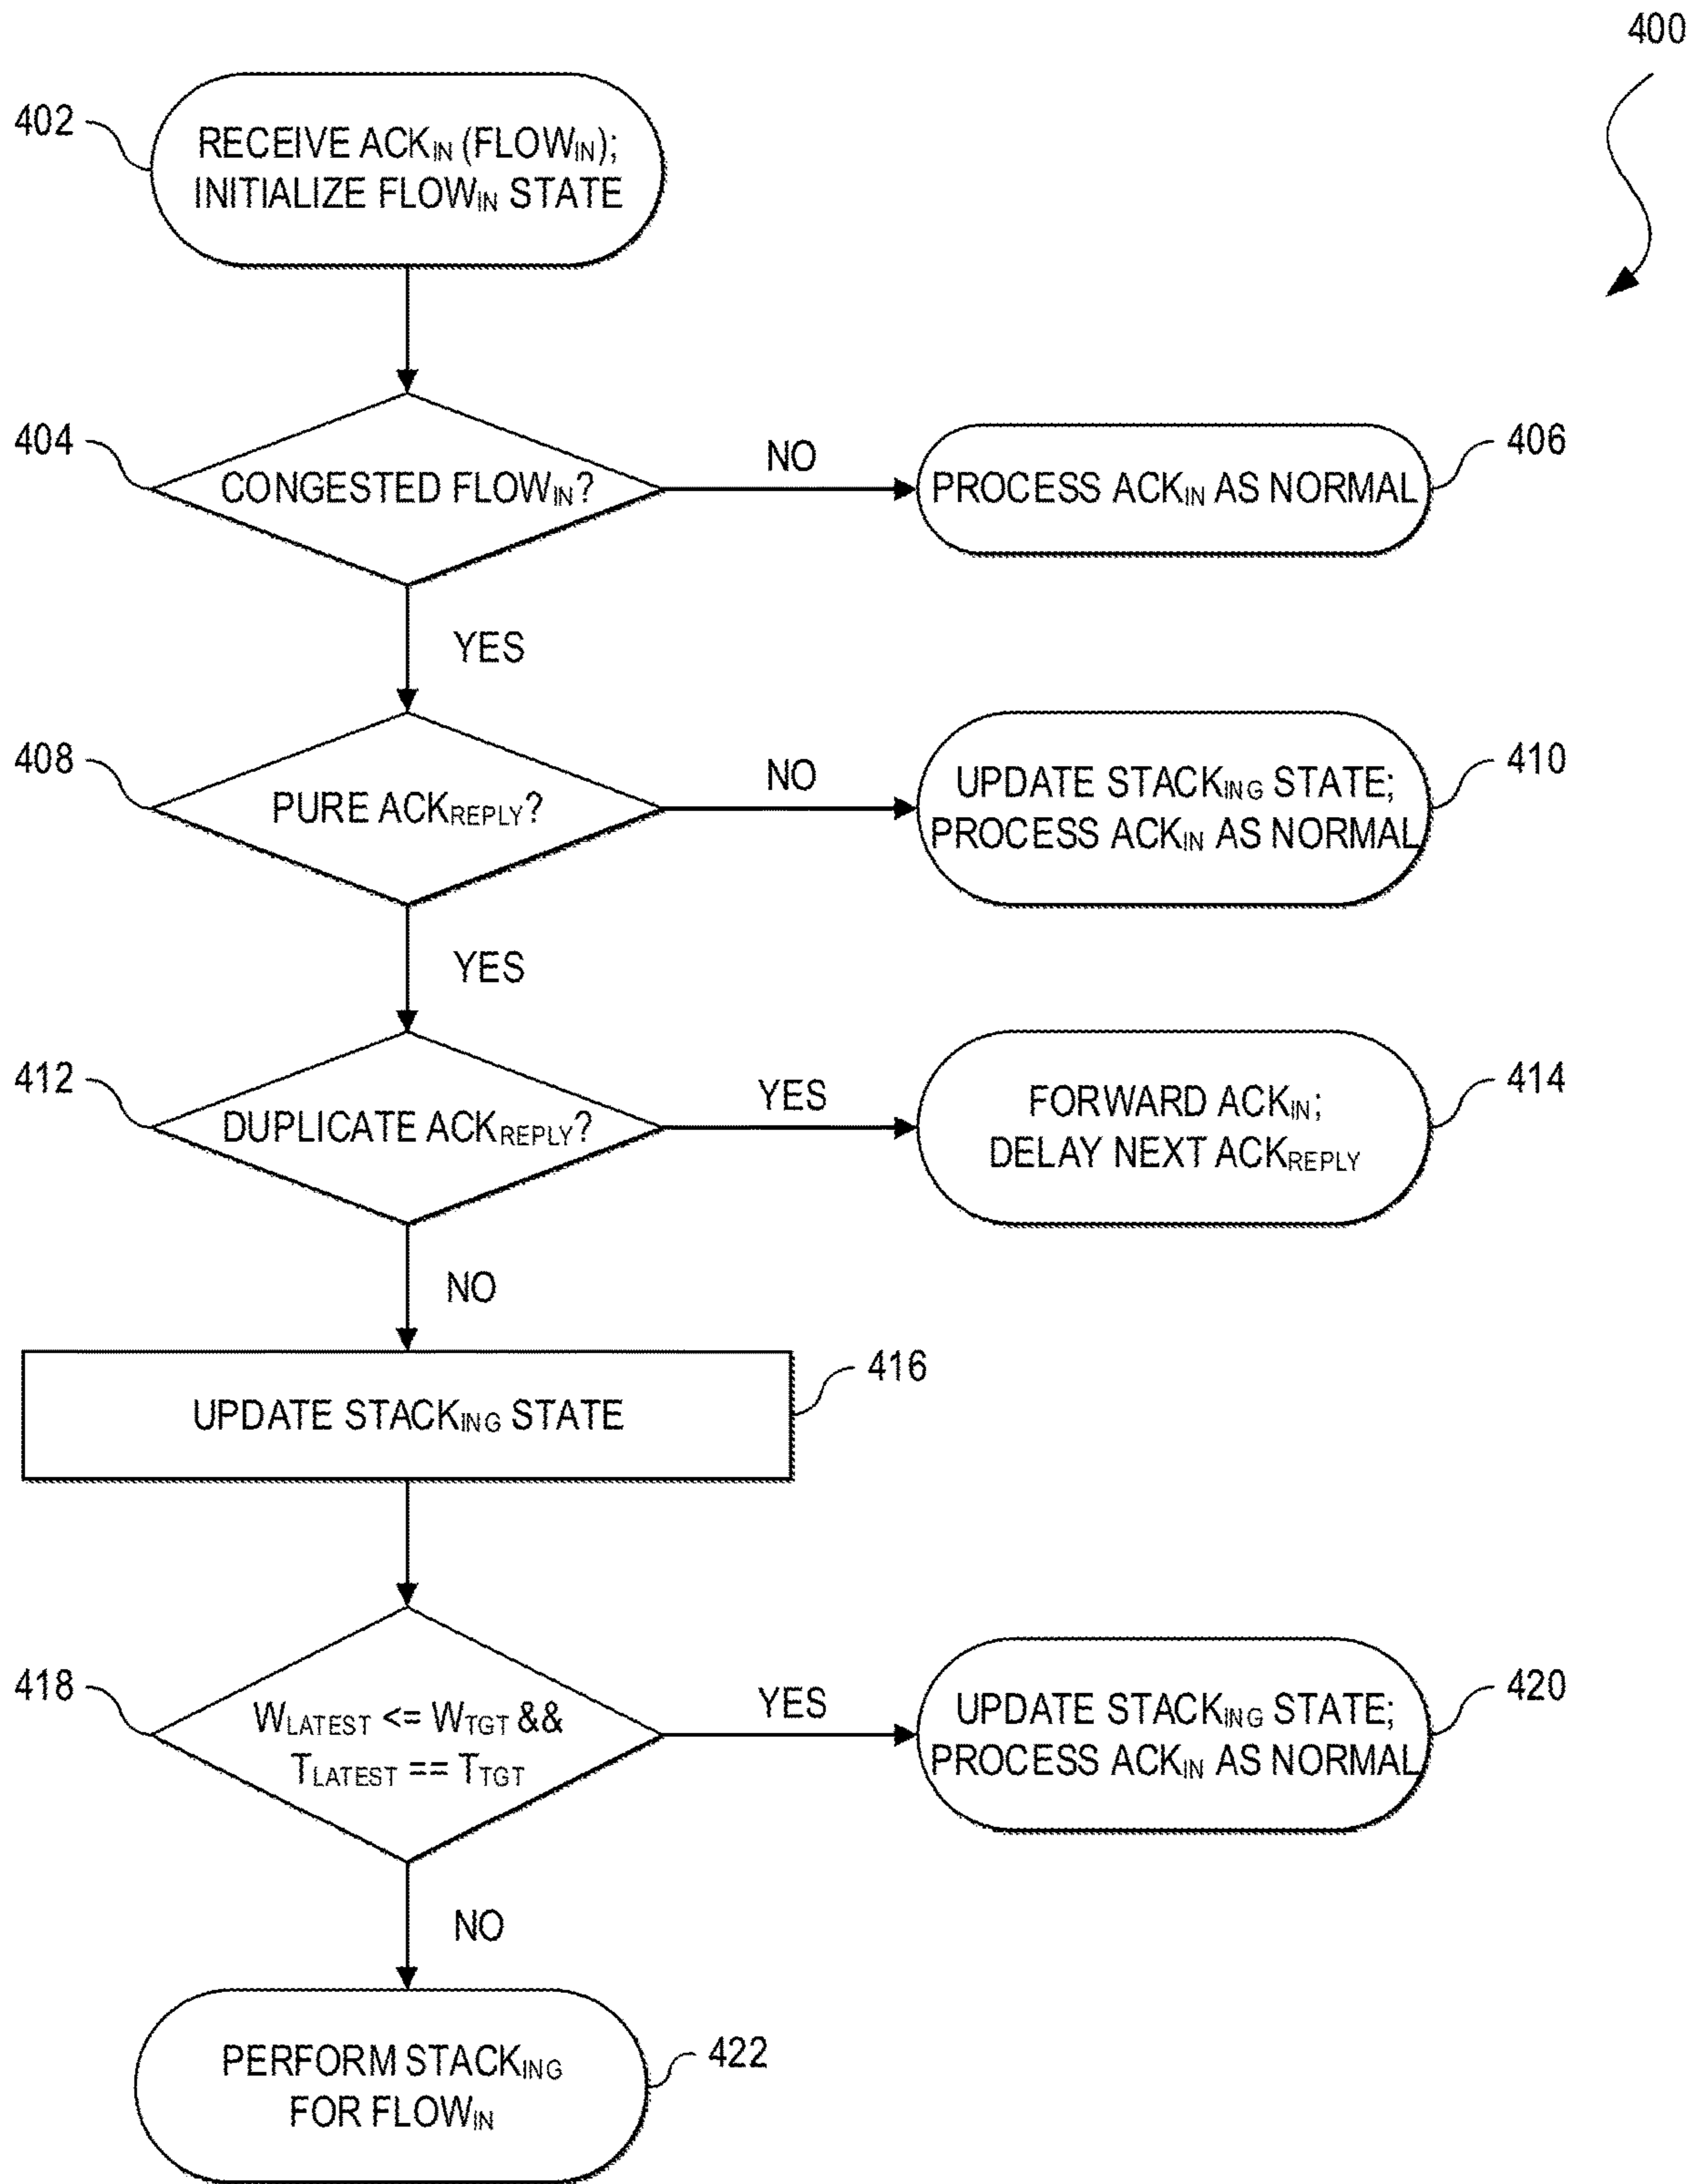 400
402
RECEIVE ACKIN (FLOWIN);
INITIALIZE FLOWIN STATE
404
CONGESTED FLOWIN?
NO
PROCESS ACKIN AS NORMAL
406
YES
408
PURE ACKREPLY?
NO
UPDATE STACKING STATE;
PROCESS ACKIN AS NORMAL
410
YES
412
DUPLICATE ACKREPLY?
YES
FORWARD ACKIN;
DELAY NEXT ACKREPLY
414
NO
UPDATE STACKING STATE
416
418
WLATEST <= WTGT &&
TLATEST == TTGT
YES
UPDATE STACKING STATE;
PROCESS ACKIN AS NORMAL
420
NO
PERFORM STACKING
FOR FLOWIN
422